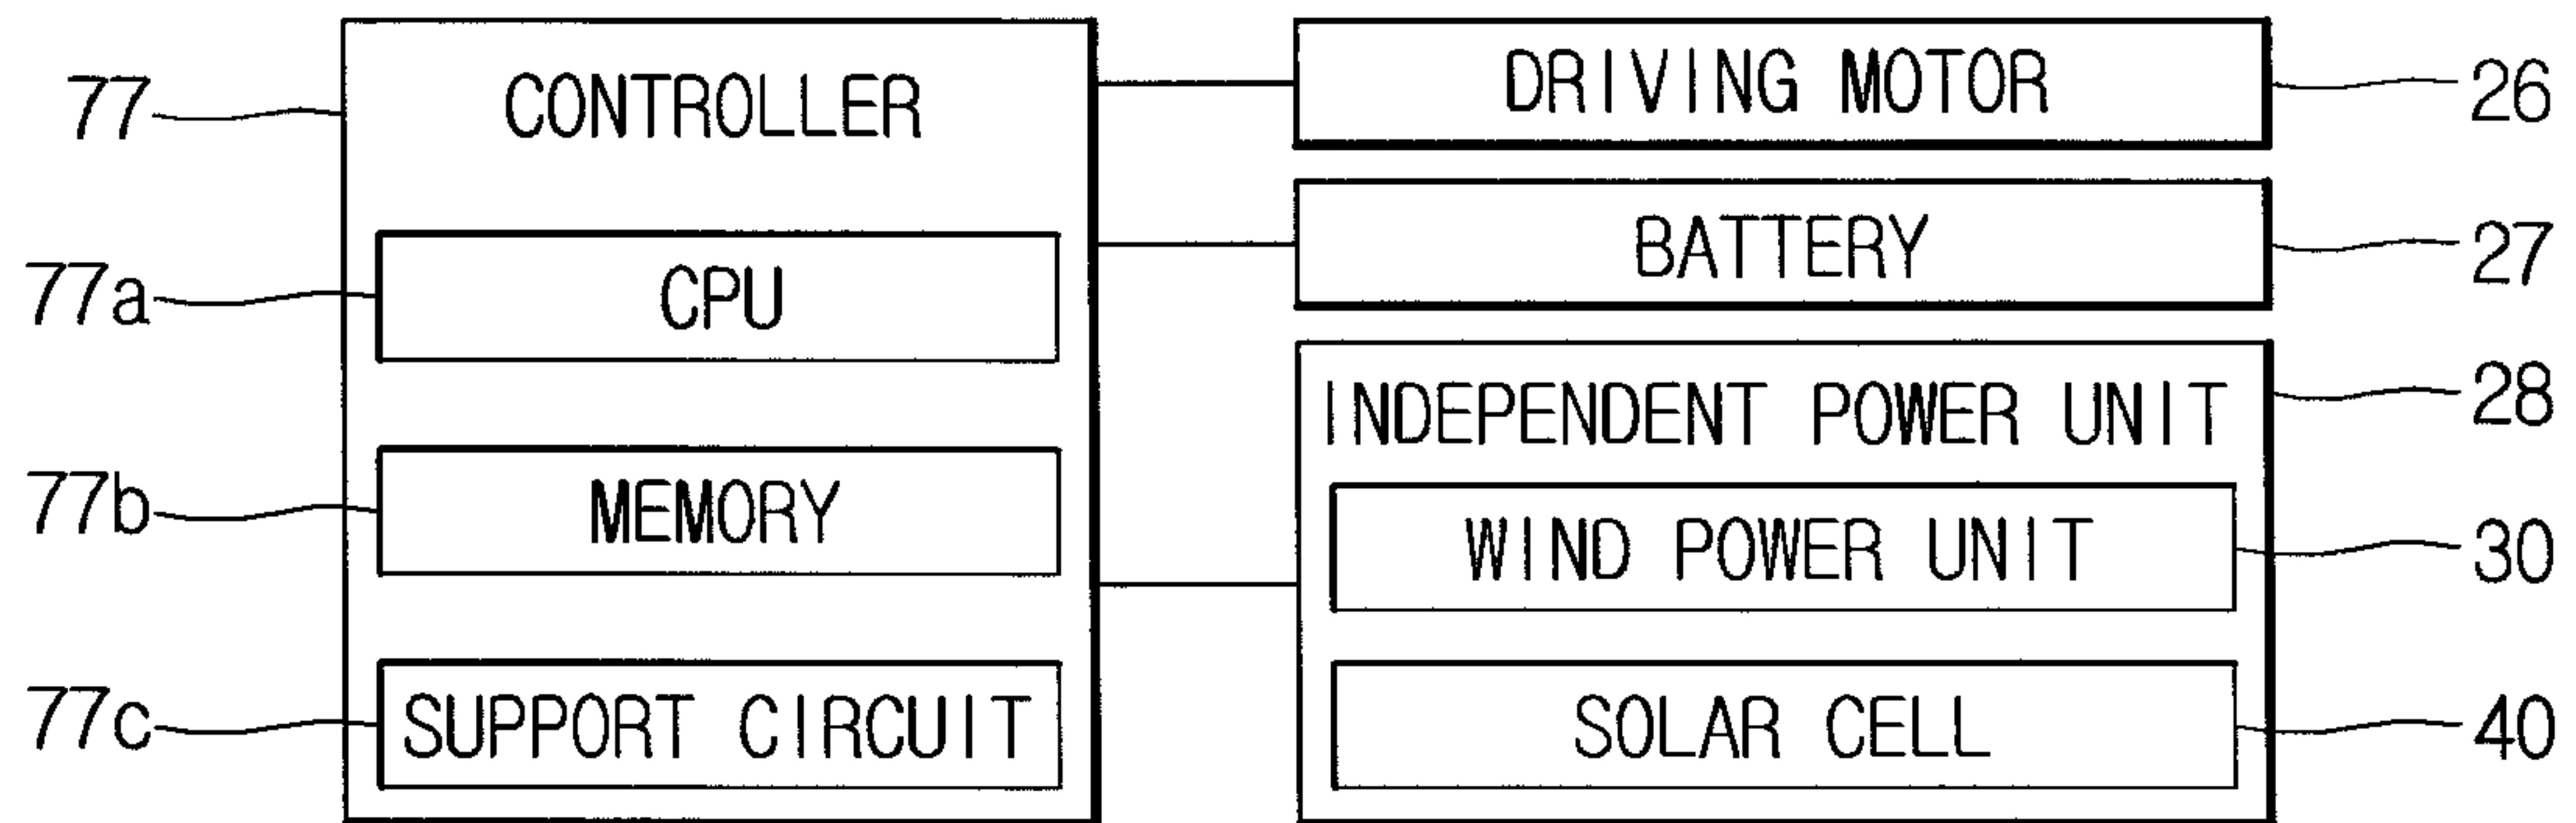 77 CONTROLLER DRIVING MOTOR 26
BATTERY 27
77a CPU
INDEPENDENT POWER UNIT 28
77b MEMORY WIND POWER UNIT 30
77c SUPPORT CIRCUIT SOLAR CELL 40